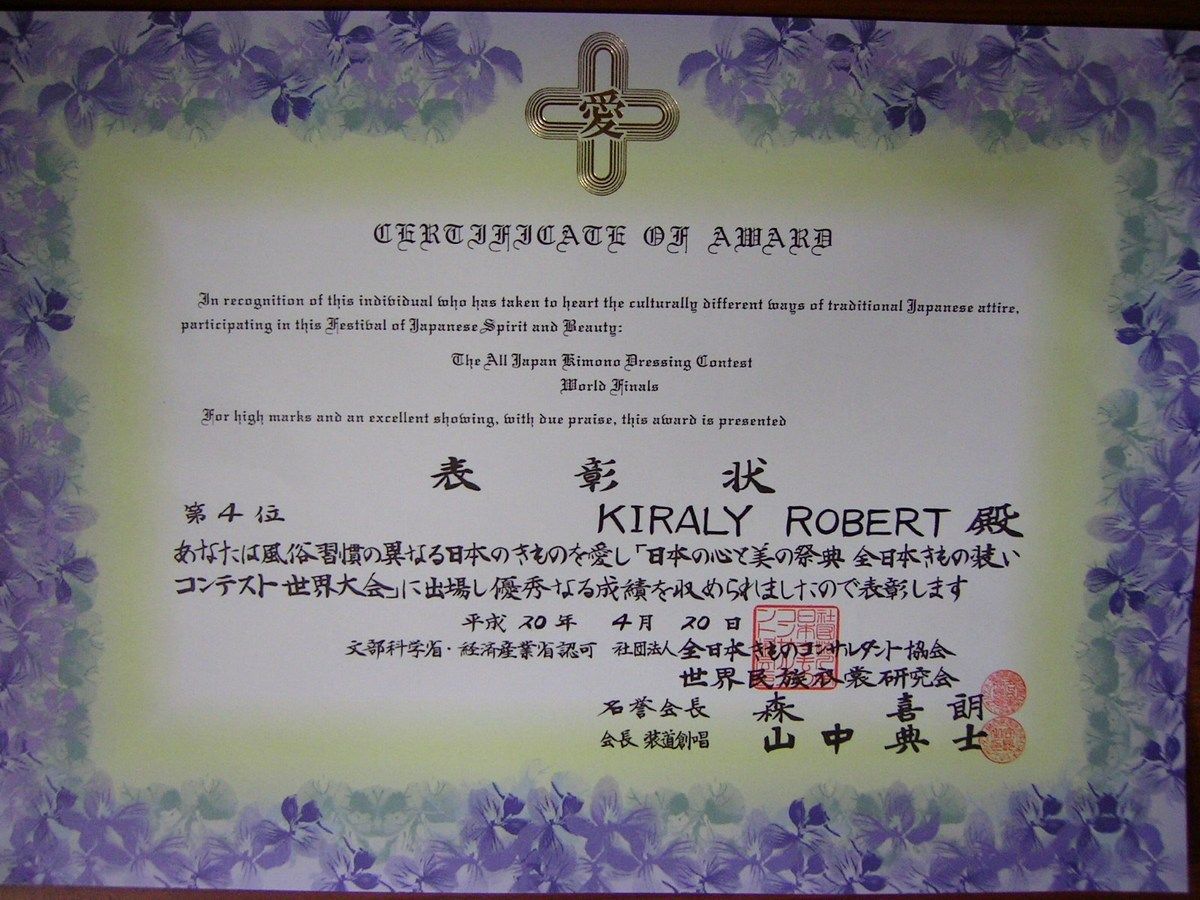 愛
CERTIFICATE OF AWARD
In recognition of this individual who has taken to heart the culturally different ways of traditional Japanese attire,
participating in this Festival of Japanese Spirit and Beauty:
The All Japan Kimono Dressing Contest
World Finals
For high marks and an excellent showing, with due praise, this award is presented
表彰状
第4位 KIRALY ROBERT 殿
あなたは風俗習慣の異なる日本のきものを愛し「日本の心と美の祭典 全日本きもの装い
コンテスト世界大会」に出場し優秀なる成績を収められましたので表彰します
平成20年 4月 20日
文部科学省・経済産業省認可 社団法人 全日本きものコンサルタント協会
世界民族衣裳研究会
名誉会長 森 喜朗
会長 装道創唱 山中典士